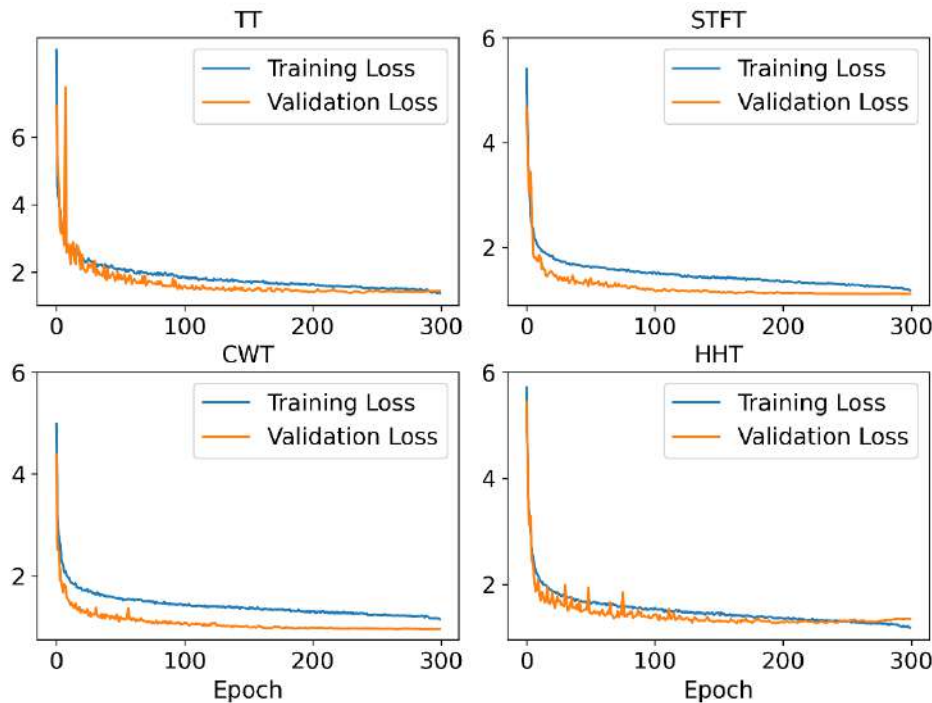 TT
Training Loss
Validation Loss
6
4
2
0
100
200
300
STFT
Training Loss
Validation Loss
6
4
2
0
100
200
300
CWT
Training Loss
Validation Loss
6
4
2
0
100
200
300
Epoch
HHT
Training Loss
Validation Loss
6
4
2
0
100
200
300
Epoch